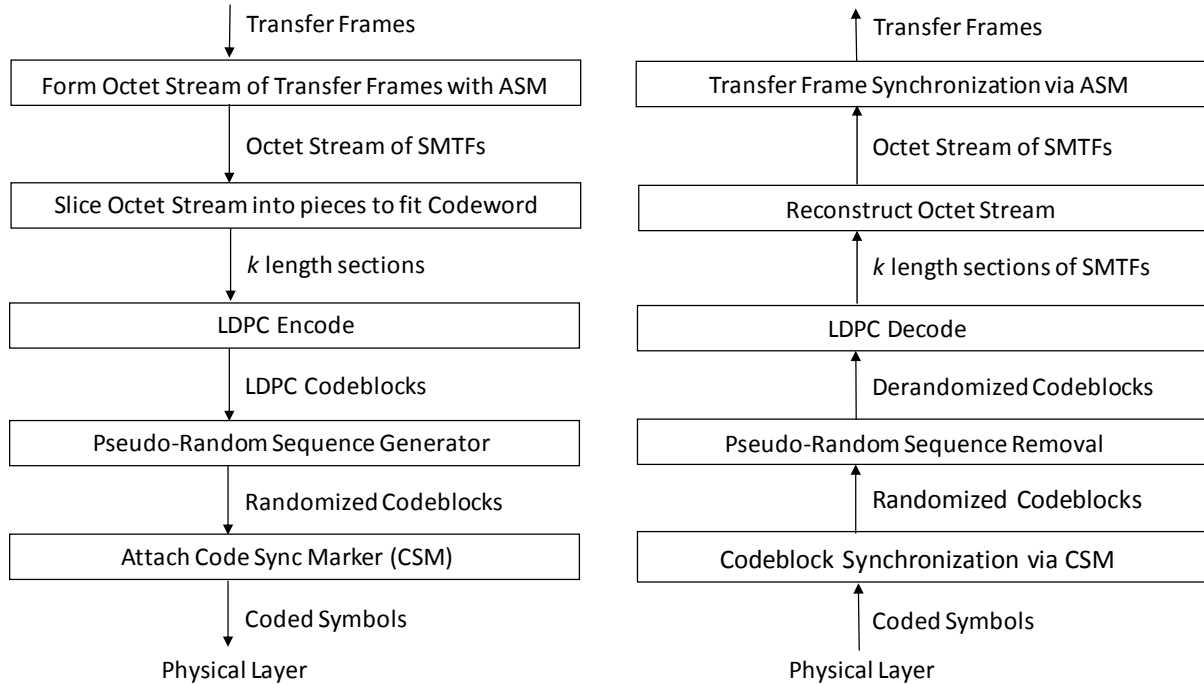 Transfer Frames
Form Octet Stream of Transfer Frames with ASM
Octet Stream of SMTFs
Slice Octet Stream into pieces to fit Codeword
k length sections
LDPC Encode
LDPC Codeblocks
Pseudo-Random Sequence Generator
Randomized Codeblocks
Attach Code Sync Marker (CSM)
Coded Symbols
Physical Layer
Transfer Frames
Transfer Frame Synchronization via ASM
Octet Stream of SMTFs
Reconstruct Octet Stream
k length sections of SMTFs
LDPC Decode
Derandomized Codeblocks
Pseudo-Random Sequence Removal
Randomized Codeblocks
Codeblock Synchronization via CSM
Coded Symbols
Physical Layer